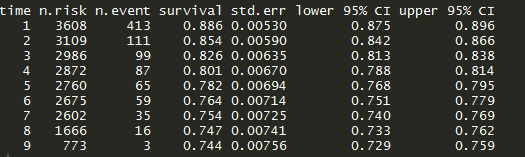 time n.risk n.event survival std.err lower 95% CI upper 95% CI
1 3608 413 0.886 0.00530 0.875 0.896
2 3109 111 0.854 0.00590 0.842 0.866
3 2986 99 0.826 0.00635 0.813 0.838
4 2872 87 0.801 0.00670 0.788 0.814
5 2760 65 0.782 0.00694 0.768 0.795
6 2675 59 0.764 0.00714 0.751 0.779
7 2602 35 0.754 0.00725 0.740 0.769
8 1666 16 0.747 0.00741 0.733 0.762
9 773 3 0.744 0.00756 0.729 0.759